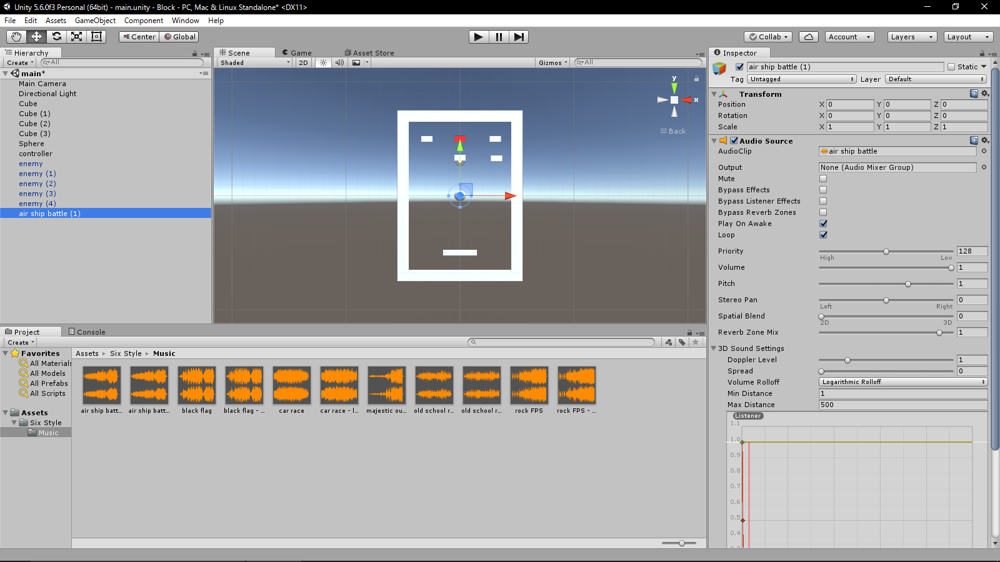 Unity 5.6.0f3 Personal (64bit) - main.unity - Block - PC, Mac & Linux Standalone* <DX11>
File Edit Assets GameObject Component Window Help
Center Global Collab Account Layers Layout
Hierarchy
Create All
main*
Main Camera
Directional Light
Cube
Cube (1)
Cube (2)
Cube (3)
Sphere
controller
enemy
enemy (1)
enemy (2)
enemy (3)
enemy (4)
air ship battle (1)
Scene Game Asset Store
Shaded 2D Gizmos All
y
x
Back
Project Console
Create
Favorites
All Materials
All Models
All Prefabs
All Scripts
Assets
Six Style
Music
Assets Six Style Music
air ship batt... air ship batt... black flag black flag - ... car race car race - l... majestic ou... old school r... old school r... rock FPS rock FPS - ...
Inspector
air ship battle (1) Static
Tag Untagged Layer Default
Transform
Position X 0 Y 0 Z 0
Rotation X 0 Y 0 Z 0
Scale X 1 Y 1 Z 1
Audio Source
AudioClip air ship battle
Output None (Audio Mixer Group)
Mute
Bypass Effects
Bypass Listener Effects
Bypass Reverb Zones
Play On Awake
Loop
Priority 128
High Low
Volume 1
Pitch 1
Stereo Pan 0
Left Right
Spatial Blend 0
2D 3D
Reverb Zone Mix 1
3D Sound Settings
Doppler Level 1
Spread 0
Volume Rolloff Logarithmic Rolloff
Min Distance 1
Max Distance 500
Listener
1.1
1.0
0.9
0.8
0.7
0.6
0.5
0.4